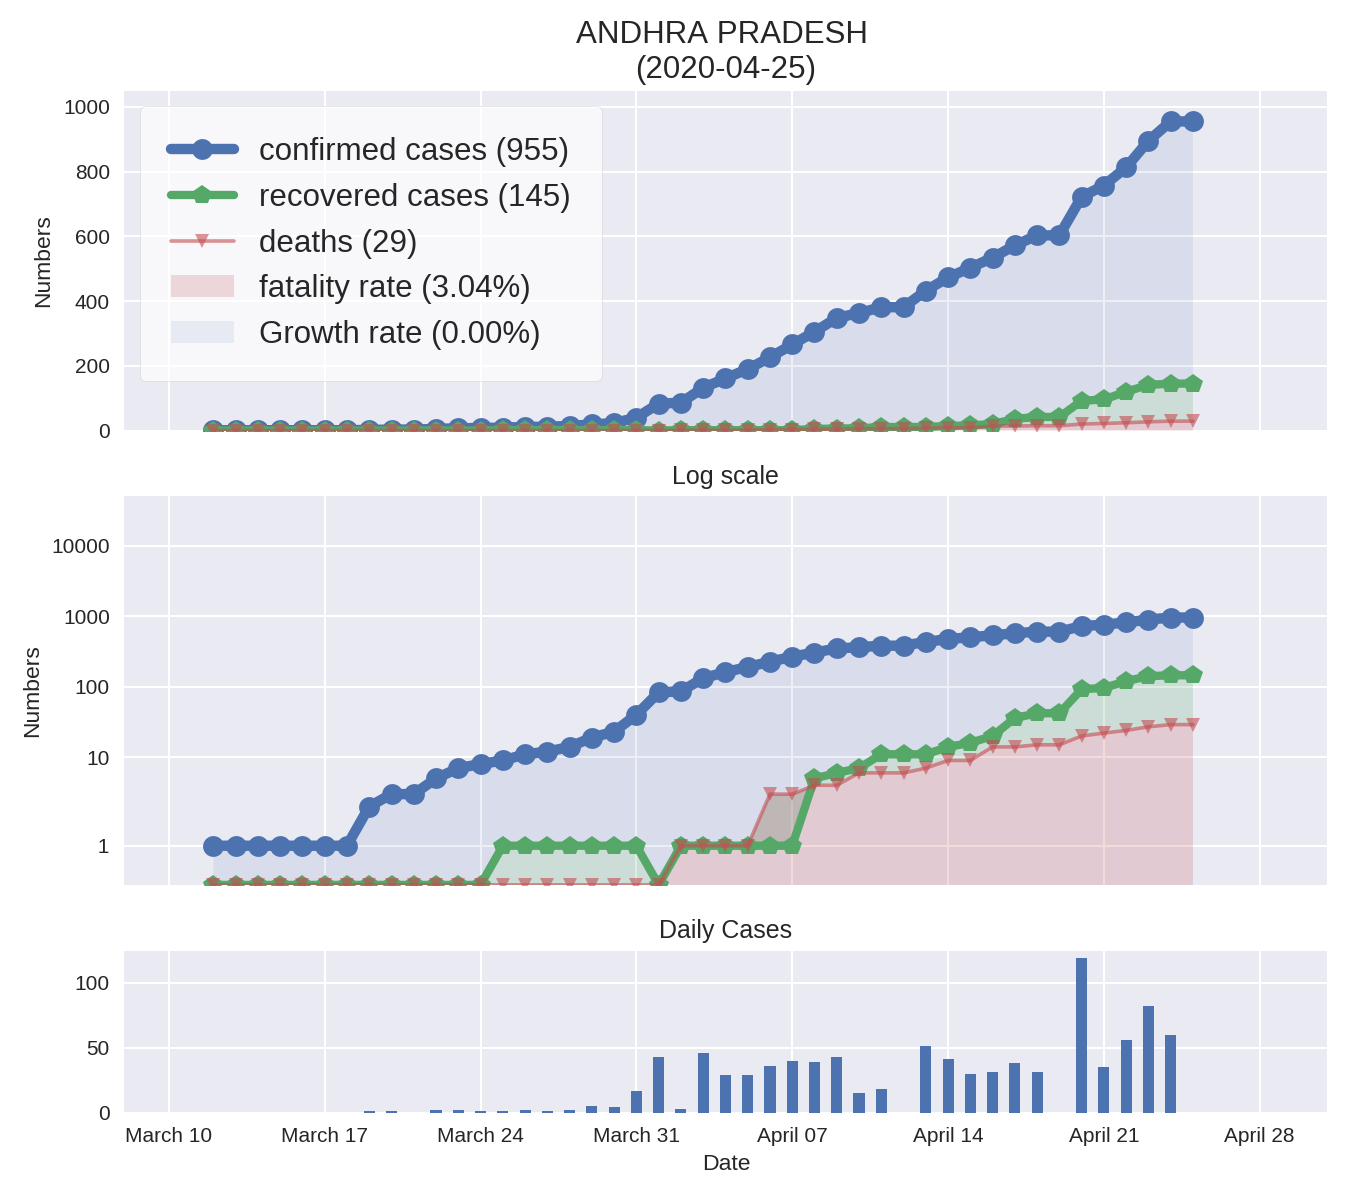 ANDHRA PRADESH
(2020-04-25)
1000
800
600
400
200
0
Numbers
confirmed cases (955)
recovered cases (145)
deaths (29)
fatality rate (3.04%)
Growth rate (0.00%)
Log scale
10000
1000
100
10
1
Numbers
Daily Cases
100
50
0
March 10 March 17 March 24 March 31 April 07 April 14 April 21 April 28
Date